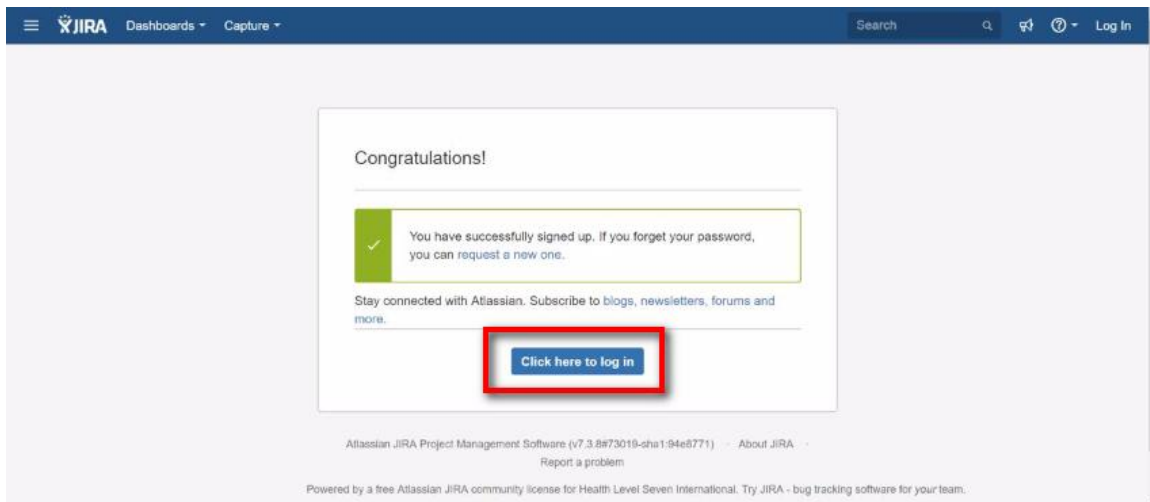 JIRA Dashboards Capture Search Log In
Congratulations!
You have successfully signed up. If you forget your password,
you can request a new one.
Stay connected with Atlassian. Subscribe to blogs, newsletters, forums and
more.
Click here to log in
Atlassian JIRA Project Management Software (v7.3.8#73019-sha1:94e8771) · About JIRA ·
Report a problem
Powered by a free Atlassian JIRA community license for Health Level Seven International. Try JIRA - bug tracking software for your team.